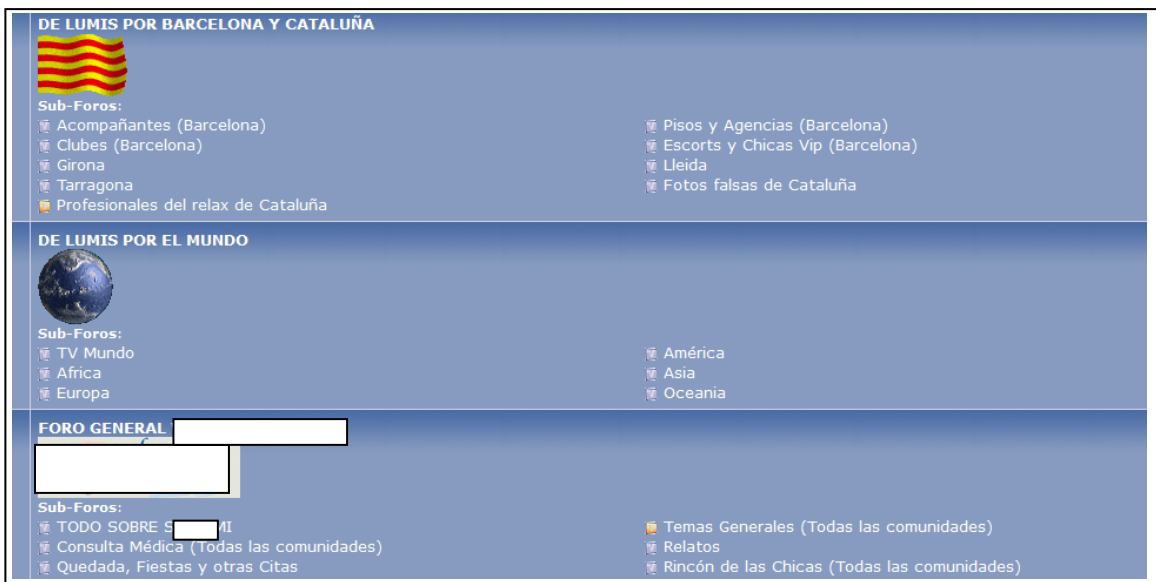 DE LUMIS POR BARCELONA Y CATALUÑA
Sub-Foros:
Acompañantes (Barcelona) Pisos y Agencias (Barcelona)
Clubes (Barcelona) Escorts y Chicas Vip (Barcelona)
Girona Lleida
Tarragona Fotos falsas de Cataluña
Profesionales del relax de Cataluña
DE LUMIS POR EL MUNDO
Sub-Foros:
TV Mundo América
Africa Asia
Europa Oceania
FORO GENERAL
Sub-Foros:
TODO SOBRE Temas Generales (Todas las comunidades)
Consulta Médica (Todas las comunidades) Relatos
Quedada, Fiestas y otras Citas Rincón de las Chicas (Todas las comunidades)